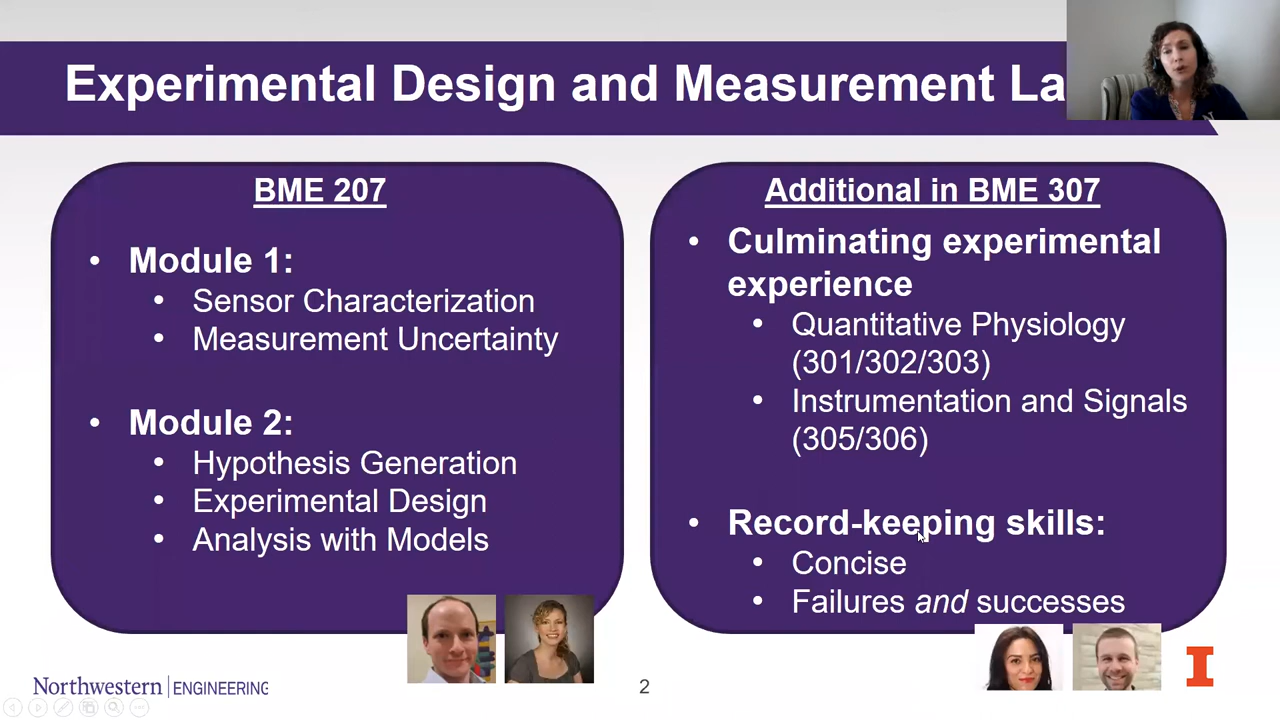 Experimental Design and Measurement La
BME 207
• Module 1:
• Sensor Characterization
• Measurement Uncertainty
• Module 2:
• Hypothesis Generation
• Experimental Design
• Analysis with Models
Additional in BME 307
• Culminating experimental
experience
• Quantitative Physiology
(301/302/303)
• Instrumentation and Signals
(305/306)
• Record-keeping skills:
• Concise
• Failures and successes
Northwestern | ENGINEERING
2
I